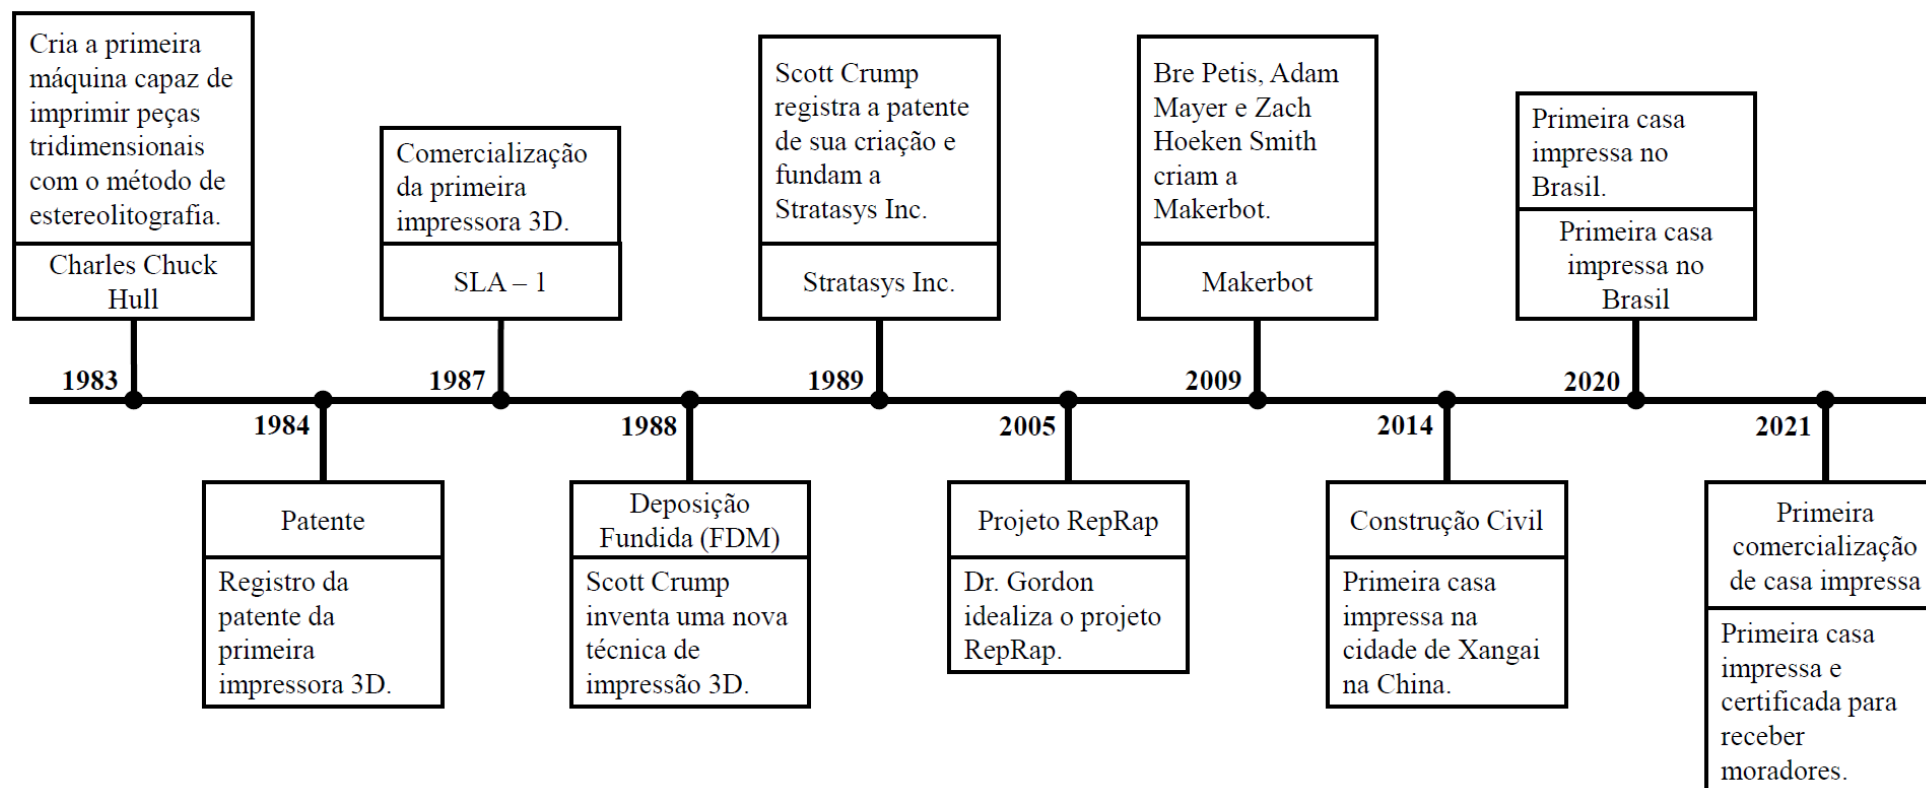 Cria a primeira
máquina capaz de
imprimir peças
tridimensionais
com o método de
estereolitografia.
Charles Chuck
Hull
1983
1984
Patente
Registro da
patente da
primeira
impressora 3D.
Comercialização
da primeira
impressora 3D.
SLA – 1
1987
1988
Deposição
Fundida (FDM)
Scott Crump
inventa uma nova
técnica de
impressão 3D.
Scott Crump
registra a patente
de sua criação e
fundam a
Stratasys Inc.
Stratasys Inc.
1989
2005
Projeto RepRap
Dr. Gordon
idealiza o projeto
RepRap.
Bre Petis, Adam
Mayer e Zach
Hoeken Smith
criam a
Makerbot.
Makerbot
2009
2014
Construção Civil
Primeira casa
impressa na
cidade de Xangai
na China.
Primeira casa
impressa no
Brasil.
Primeira casa
impressa no
Brasil
2020
2021
Primeira
comercialização
de casa impressa
Primeira casa
impressa e
certificada para
receber
moradores.